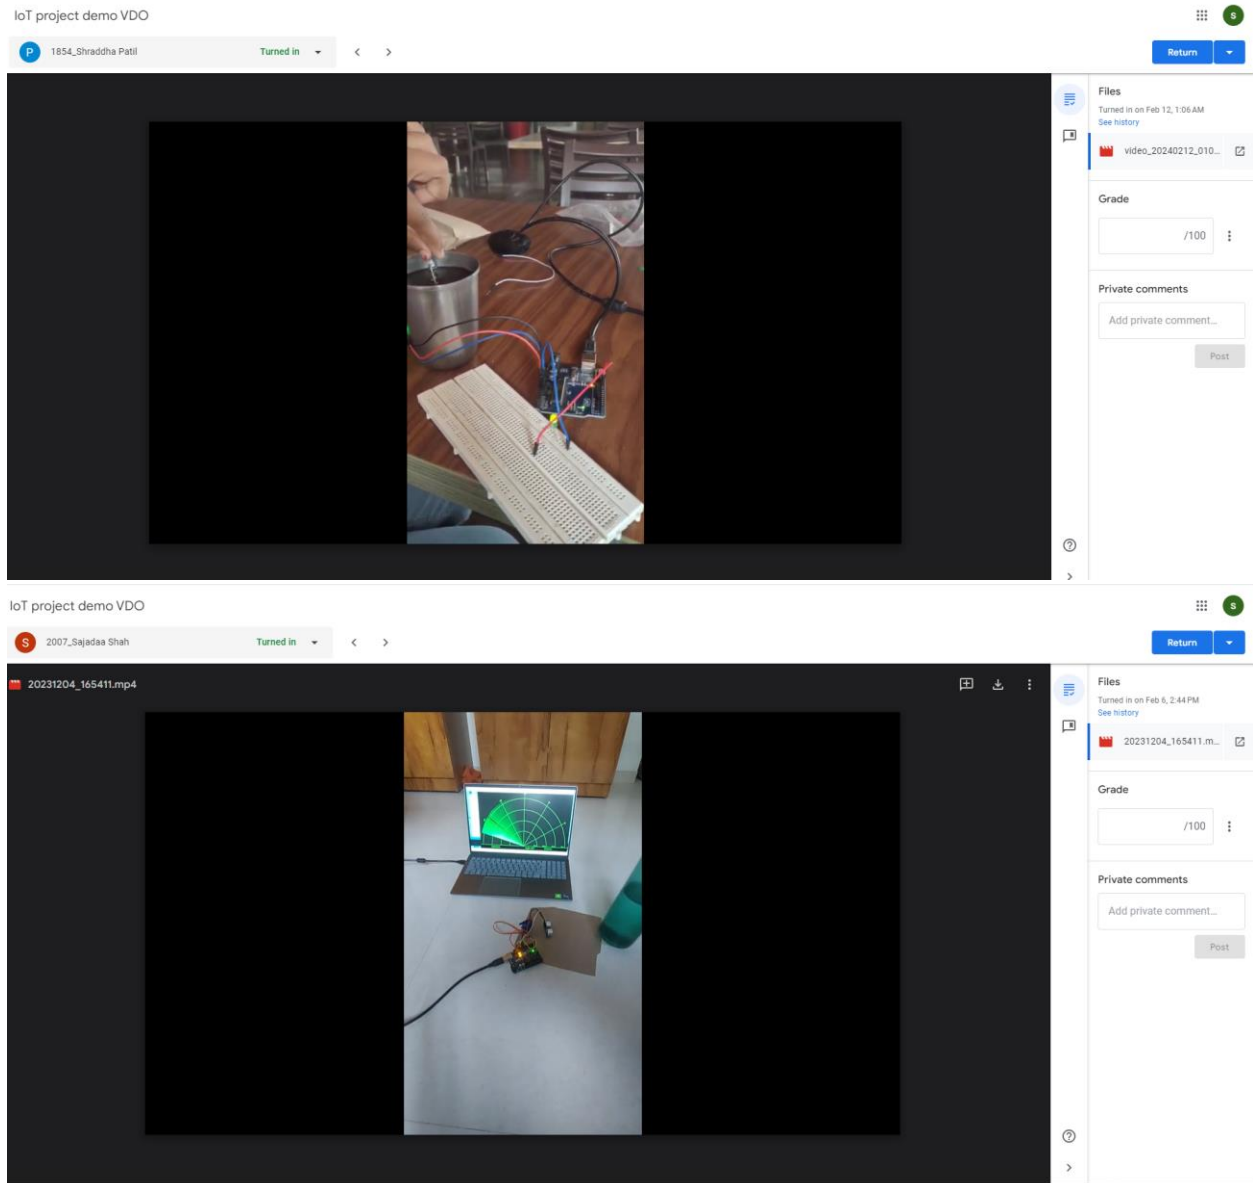 IoT project demo VDO
S
P 1854_Shraddha Patil Turned in
Return
Files
Turned in on Feb 12, 1:06 AM
See history
video_20240212_010...
Grade
/100
Private comments
Add private comment...
Post
IoT project demo VDO
S
S 2007_Sajadaa Shah Turned in
Return
20231204_165411.mp4
Files
Turned in on Feb 6, 2:44 PM
See history
20231204_165411.m...
Grade
/100
Private comments
Add private comment...
Post